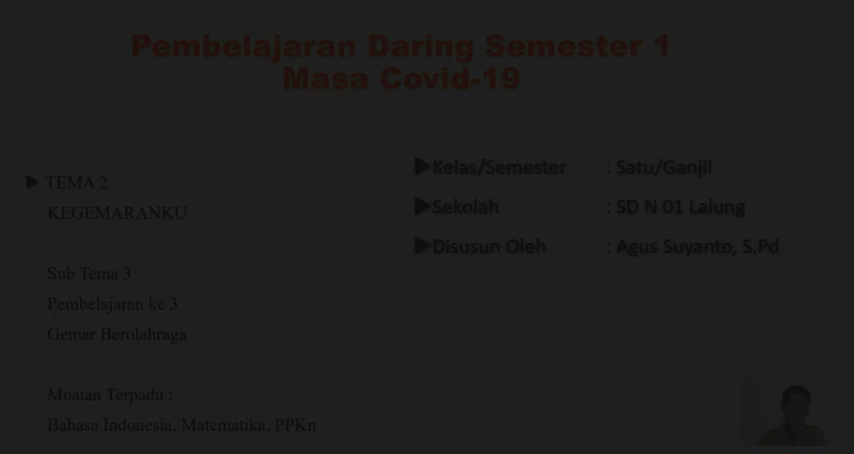 Pembelajaran Daring Semester 1
Masa Covid-19
TEMA 2
KEGEMARANKU
Sub Tema 3
Pembelajaran ke 3
Gemar Berolahraga
Muatan Terpadu :
Bahasa Indonesia, Matematika, PPKn
Kelas/Semester : Satu/Ganjil
Sekolah : SD N 01 Lalung
Disusun Oleh : Agus Suyanto, S.Pd